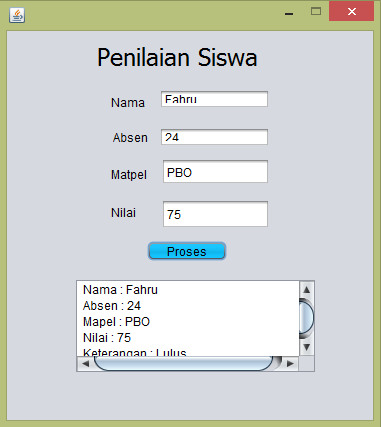 Penilaian Siswa
Nama Fahru
Absen 24
Matpel PBO
Nilai 75
Proses
Nama : Fahru
Absen : 24
Mapel : PBO
Nilai : 75
Keterangan : Lulus